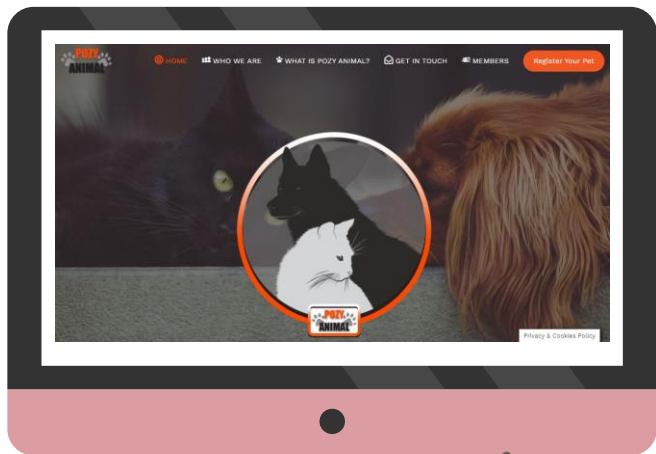 POZY
ANIMAL
HOME WHO WE ARE WHAT IS POZY ANIMAL? GET IN TOUCH MEMBERS Register Your Pet
POZY
ANIMAL
Privacy & Cookies Policy